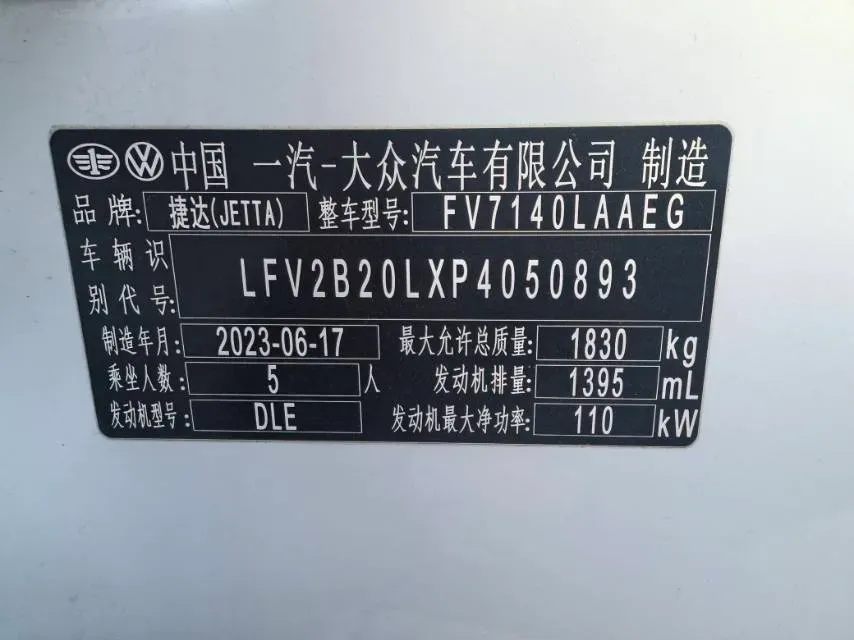 中国 一汽-大众汽车有限公司 制造
品牌: 捷达(JETTA) 整车型号: FV7140LAAEG
车辆识别代号: LFV2B20LXP4050893
制造年月: 2023-06-17 最大允许总质量: 1830 kg
乘坐人数: 5 人 发动机排量: 1395 mL
发动机型号: DLE 发动机最大净功率: 110 kW